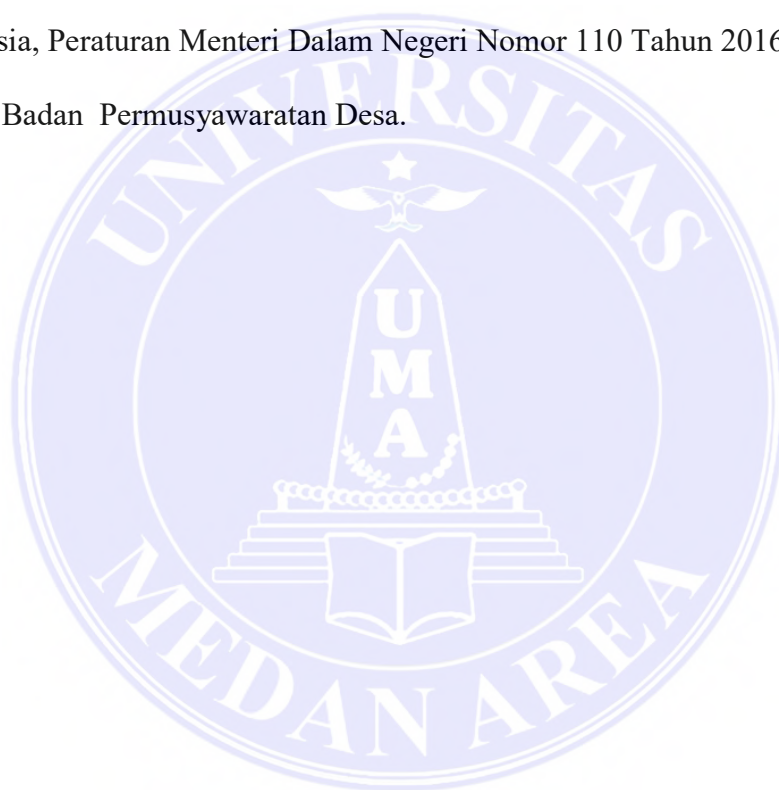 sia, Peraturan Menteri Dalam Negeri Nomor 110 Tahun 2016
Badan Permusyawaratan Desa.
UNIVERSITAS
UMA
MEDAN AREA